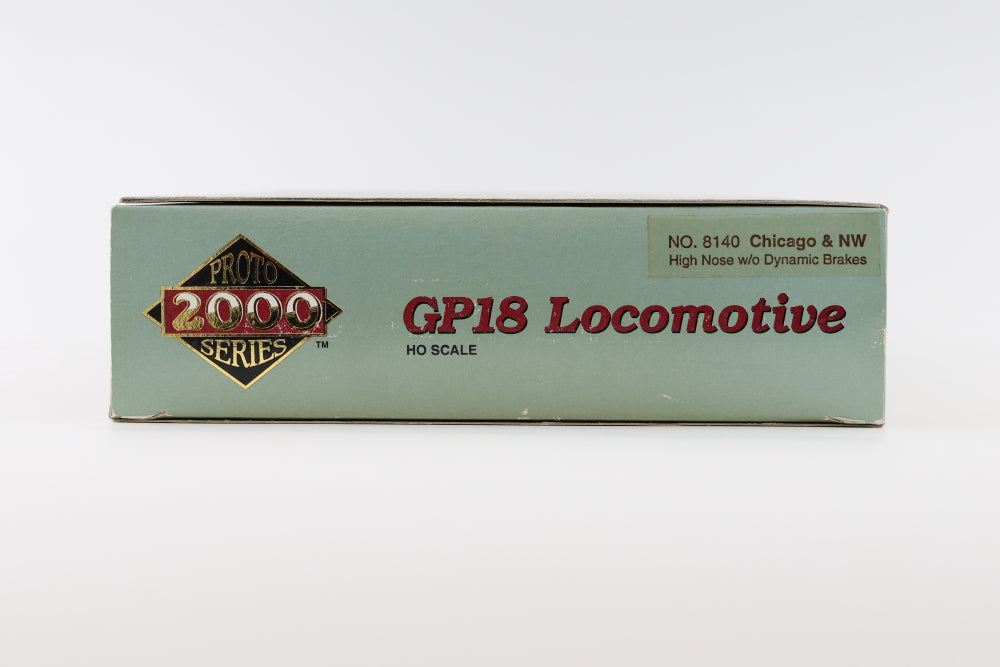 PROTO
2000
SERIES
™
NO. 8140 Chicago & NW
High Nose w/o Dynamic Brakes
GP18 Locomotive
HO SCALE